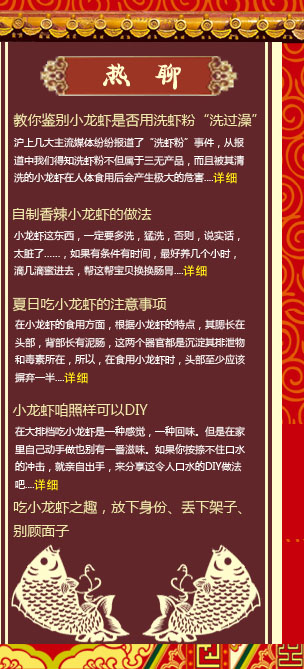 热 聊
教你鉴别小龙虾是否用洗虾粉“洗过澡”
沪上几大主流媒体纷纷报道了“洗虾粉”事件，从报
道中我们得知洗虾粉不但属于三无产品，而且被其清
洗的小龙虾在人体食用后会产生极大的危害....详细
自制香辣小龙虾的做法
小龙虾这东西，一定要多洗，猛洗，否则，说实话，
太脏了……，如果有条件有时间，最好养几个小时，
滴几滴蜜进去，帮这帮宝贝换换肠胃....详细
夏日吃小龙虾的注意事项
在小龙虾的食用方面，根据小龙虾的特点，其腮长在
头部，背部长有泥肠，这两个器官都是沉淀其排泄物
和毒素所在，所以，在食用小龙虾时，头部至少应该
摒弃一半....详细
小龙虾咱照样可以DIY
在大排档吃小龙虾是一种感觉，一种回味。但是在家
里自己动手做也别有一番滋味。如果你按捺不住口水
的冲击，就亲自出手，来分享这令人口水的DIY做法
吧....详细
吃小龙虾之趣，放下身份、丢下架子、
别顾面子